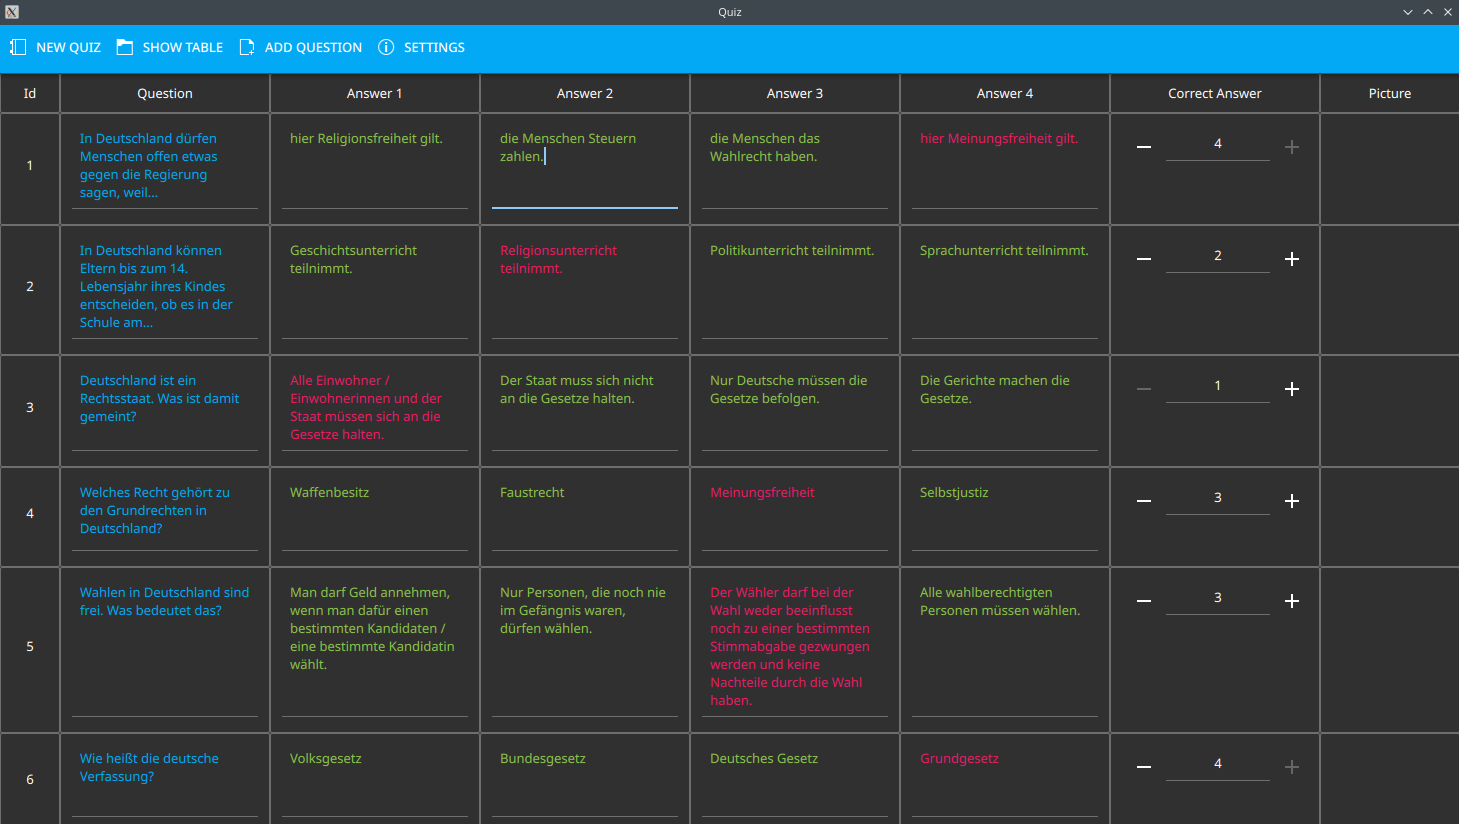 Quiz
NEW QUIZ
SHOW TABLE
ADD QUESTION
SETTINGS
Id
Question
Answer 1
Answer 2
Answer 3
Answer 4
Correct Answer
Picture
1
In Deutschland dürfen
Menschen offen etwas
gegen die Regierung
sagen, weil...
hier Religionsfreiheit gilt.
die Menschen Steuern
zahlen.
die Menschen das
Wahlrecht haben.
hier Meinungsfreiheit gilt.
4
2
In Deutschland können
Eltern bis zum 14.
Lebensjahr ihres Kindes
entscheiden, ob es in der
Schule am...
Geschichtsunterricht
teilnimmt.
Religionsunterricht
teilnimmt.
Politikunterricht teilnimmt.
Sprachunterricht teilnimmt.
2
3
Deutschland ist ein
Rechtsstaat. Was ist damit
gemeint?
Alle Einwohner /
Einwohnerinnen und der
Staat müssen sich an die
Gesetze halten.
Der Staat muss sich nicht
an die Gesetze halten.
Nur Deutsche müssen die
Gesetze befolgen.
Die Gerichte machen die
Gesetze.
1
4
Welches Recht gehört zu
den Grundrechten in
Deutschland?
Waffenbesitz
Faustrecht
Meinungsfreiheit
Selbstjustiz
3
5
Wahlen in Deutschland sind
frei. Was bedeutet das?
Man darf Geld annehmen,
wenn man dafür einen
bestimmten Kandidaten /
eine bestimmte Kandidatin
wählt.
Nur Personen, die noch nie
im Gefängnis waren,
dürfen wählen.
Der Wähler darf bei der
Wahl weder beeinflusst
noch zu einer bestimmten
Stimmabgabe gezwungen
werden und keine
Nachteile durch die Wahl
haben.
Alle wahlberechtigten
Personen müssen wählen.
3
6
Wie heißt die deutsche
Verfassung?
Volksgesetz
Bundesgesetz
Deutsches Gesetz
Grundgesetz
4